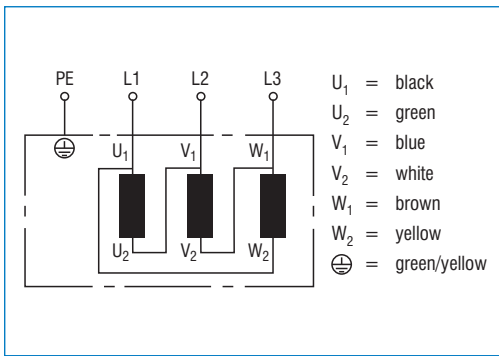 PE L1 L2 L3
U₁ V₁ W₁
U₂ V₂ W₂
U₁ = black
U₂ = green
V₁ = blue
V₂ = white
W₁ = brown
W₂ = yellow
= green/yellow